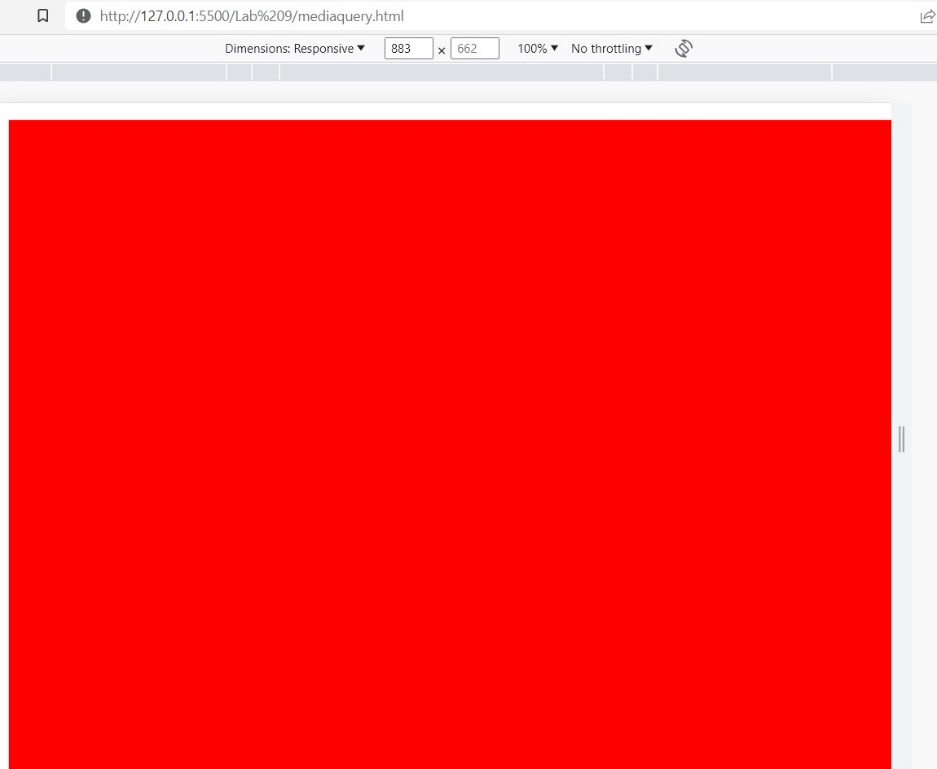 http://127.0.0.1:5500/Lab%209/mediaquery.html
Dimensions: Responsive ▼ 883 × 662 100% ▼ No throttling ▼